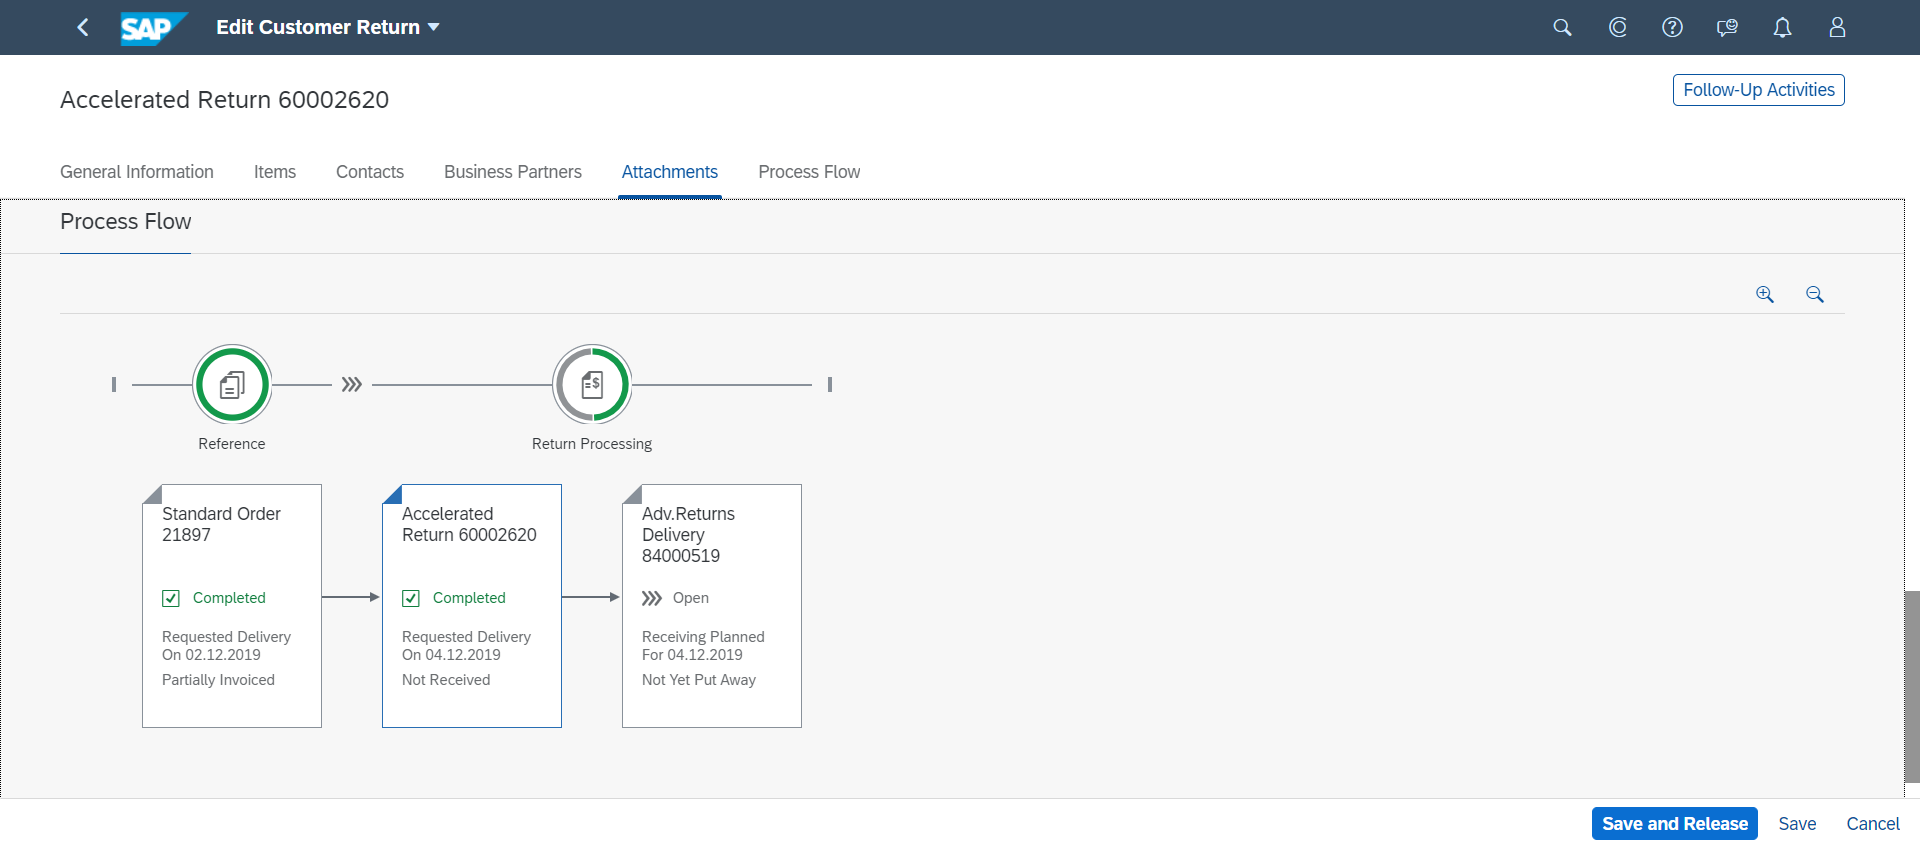 SAP Edit Customer Return
Accelerated Return 60002620
Follow-Up Activities
General Information Items Contacts Business Partners Attachments Process Flow
Process Flow
Reference
Return Processing
Standard Order
21897
Completed
Requested Delivery
On 02.12.2019
Partially Invoiced
Accelerated
Return 60002620
Completed
Requested Delivery
On 04.12.2019
Not Received
Adv.Returns
Delivery
84000519
Open
Receiving Planned
For 04.12.2019
Not Yet Put Away
Save and Release Save Cancel